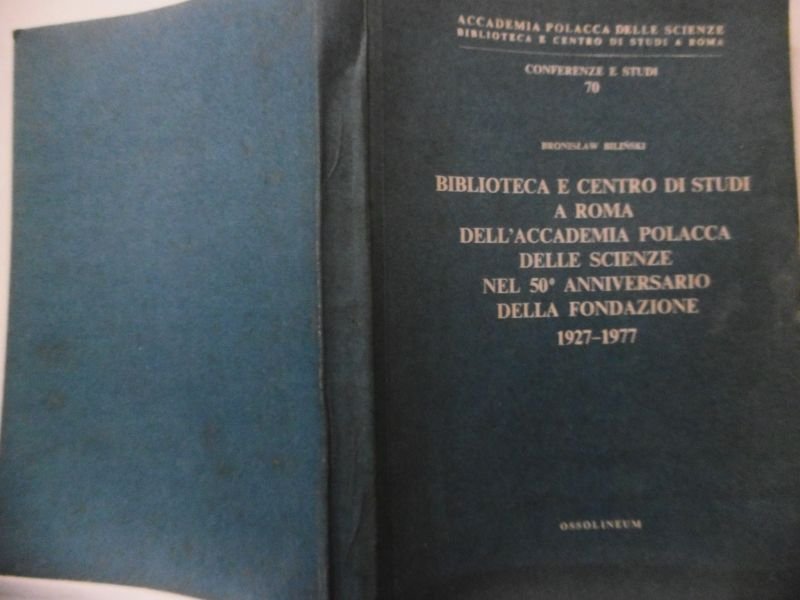 ACCADEMIA POLACCA DELLE SCIENZE
BIBLIOTECA E CENTRO DI STUDI A ROMA
CONFERENZE E STUDI
70
BRONISŁAW BILIŃSKI
BIBLIOTECA E CENTRO DI STUDI
A ROMA
DELL'ACCADEMIA POLACCA
DELLE SCIENZE
NEL 50° ANNIVERSARIO
DELLA FONDAZIONE
1927–1977
OSSOLINEUM